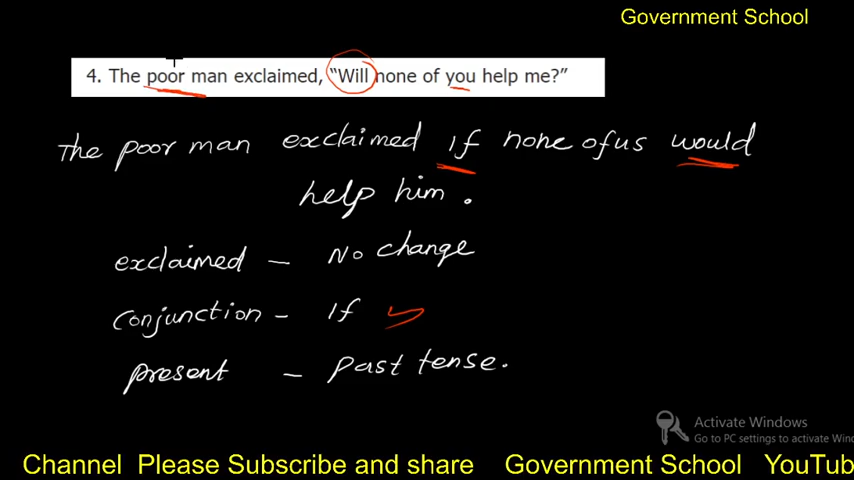 Government School
4. The poor man exclaimed, “Will none of you help me?”
The poor man exclaimed If none of us would
help him.
exclaimed – No change
conjunction – If
present – past tense.
Activate Windows
Go to PC settings to activate Win
Channel Please Subscribe and share Government School YouTub